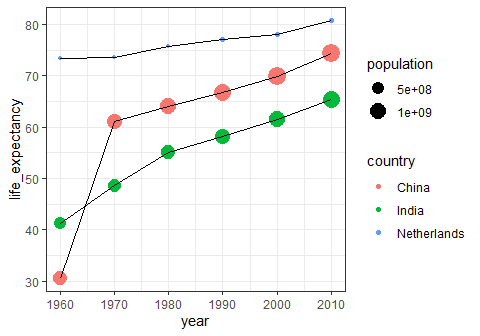 80
70
60
50
40
30
life_expectancy
1960 1970 1980 1990 2000 2010
year
population
5e+08
1e+09
country
China
India
Netherlands